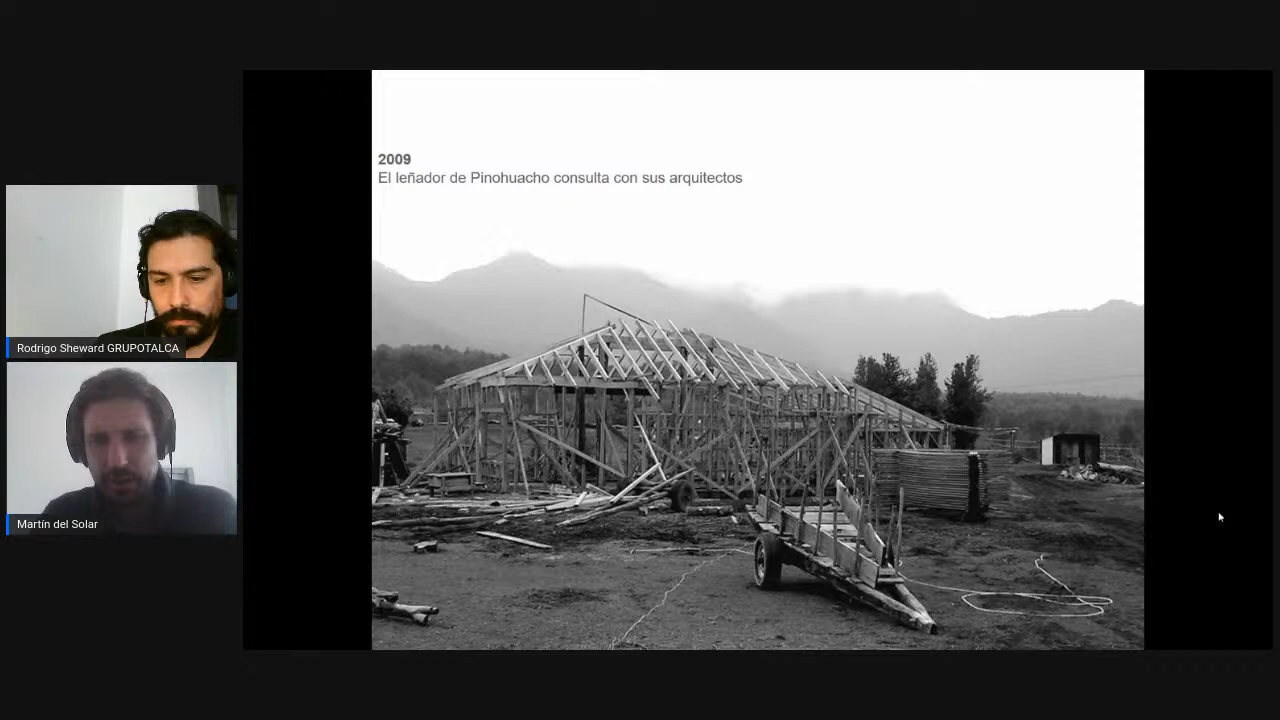 2009
El leñador de Pinohuacho consulta con sus arquitectos
Rodrigo Sheward GRUPOTALCA
Martín del Solar